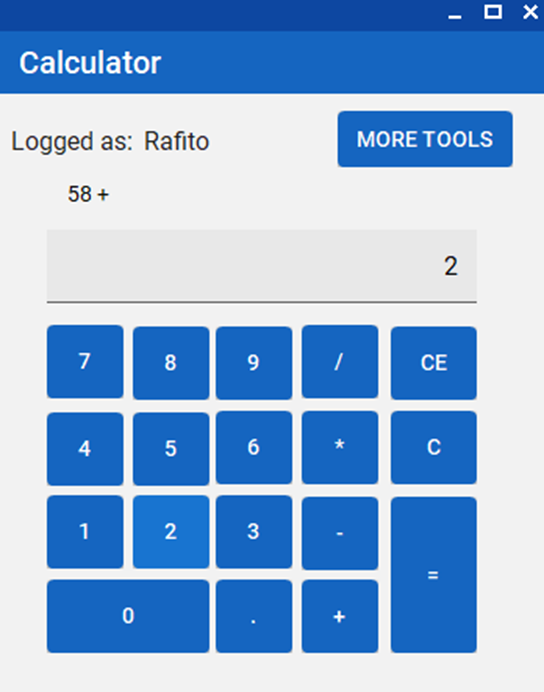 Calculator
Logged as: Rafito
MORE TOOLS
58 +
2
7 8 9 / CE
4 5 6 * C
1 2 3 - =
0 . +